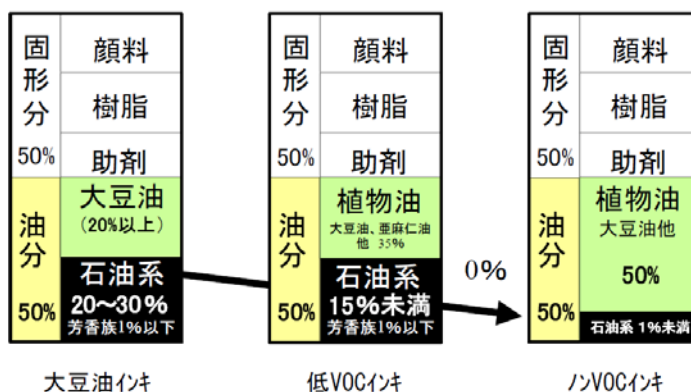 固形分
50%
顔料
樹脂
助剤
油分
50%
大豆油
(20%以上)
石油系
20〜30%
芳香族1%以下
大豆油インキ
固形分
50%
顔料
樹脂
助剤
油分
50%
植物油
大豆油、亜麻仁油
他 35%
石油系
15%未満
芳香族1%以下
低VOCインキ
0%
固形分
50%
顔料
樹脂
助剤
油分
50%
植物油
大豆油他
50%
石油系 1%未満
ノンVOCインキ